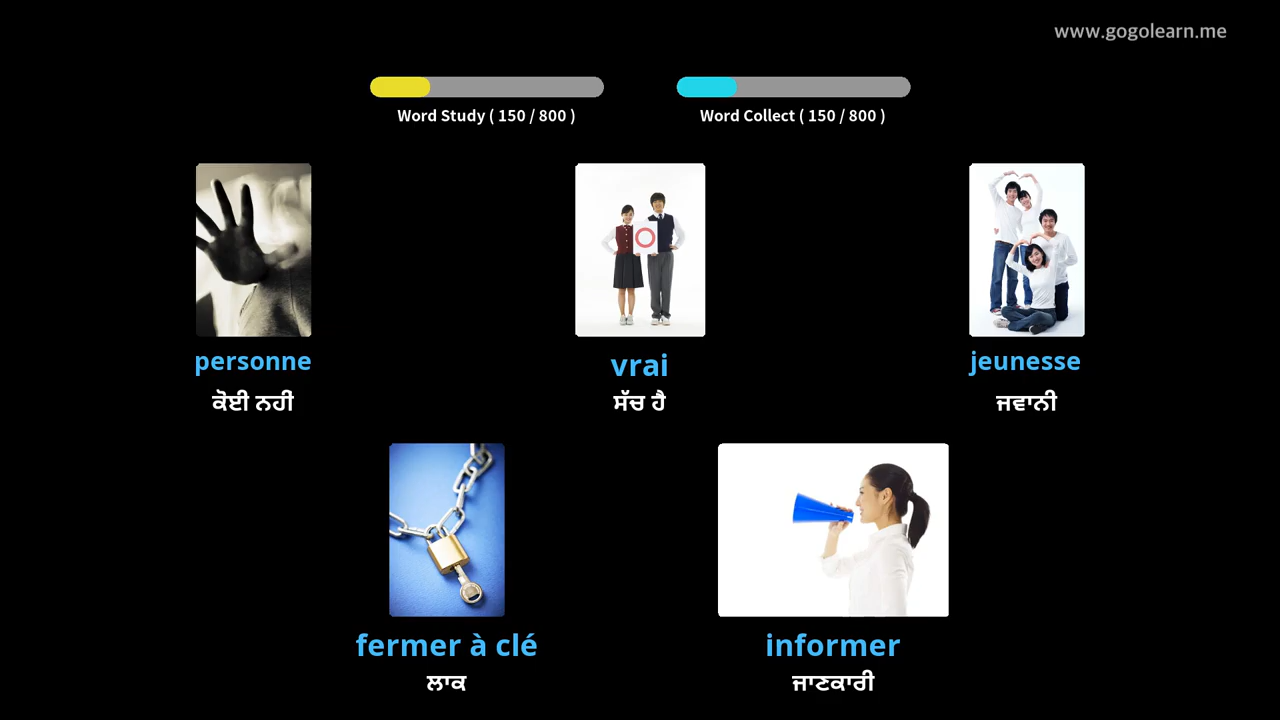 www.gogolearn.me
Word Study ( 150 / 800 )
Word Collect ( 150 / 800 )
personne
ਕੋਈ ਨਹੀਂ
vrai
ਸੱਚ ਹੈ
jeunesse
ਜਵਾਨੀ
fermer à clé
ਲਾਕ
informer
ਜਾਣਕਾਰੀ